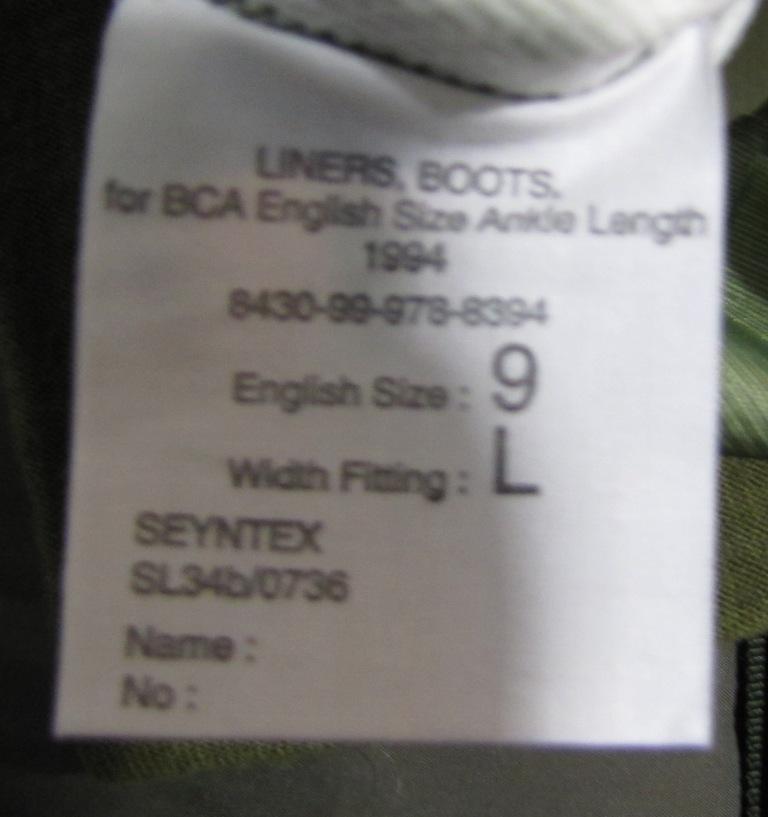 LINERS, BOOTS,
for BCA English Size Ankle Length
1994
8430-99-978-8394
English Size : 9
Width Fitting : L
SEYNTEX
SL34b/0736
Name :
No :